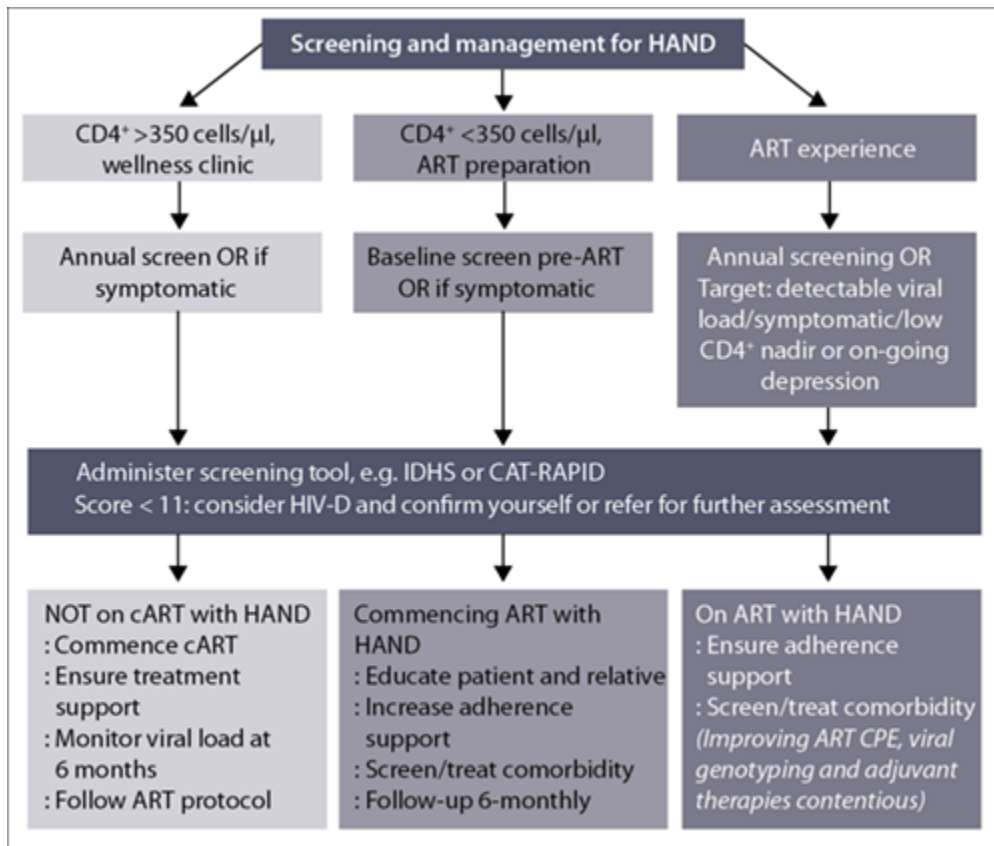 Screening and management for HAND
CD4⁺ >350 cells/µl,
wellness clinic
CD4⁺ <350 cells/µl,
ART preparation
ART experience
Annual screen OR if
symptomatic
Baseline screen pre-ART
OR if symptomatic
Annual screening OR
Target: detectable viral
load/symptomatic/low
CD4⁺ nadir or on-going
depression
Administer screening tool, e.g. IDHS or CAT-RAPID
Score < 11: consider HIV-D and confirm yourself or refer for further assessment
NOT on cART with HAND
: Commence cART
: Ensure treatment
support
: Monitor viral load at
6 months
: Follow ART protocol
Commencing ART with
HAND
: Educate patient and relative
: Increase adherence
support
: Screen/treat comorbidity
: Follow-up 6-monthly
On ART with HAND
: Ensure adherence
support
: Screen/treat comorbidity
(Improving ART CPE, viral
genotyping and adjuvant
therapies contentious)